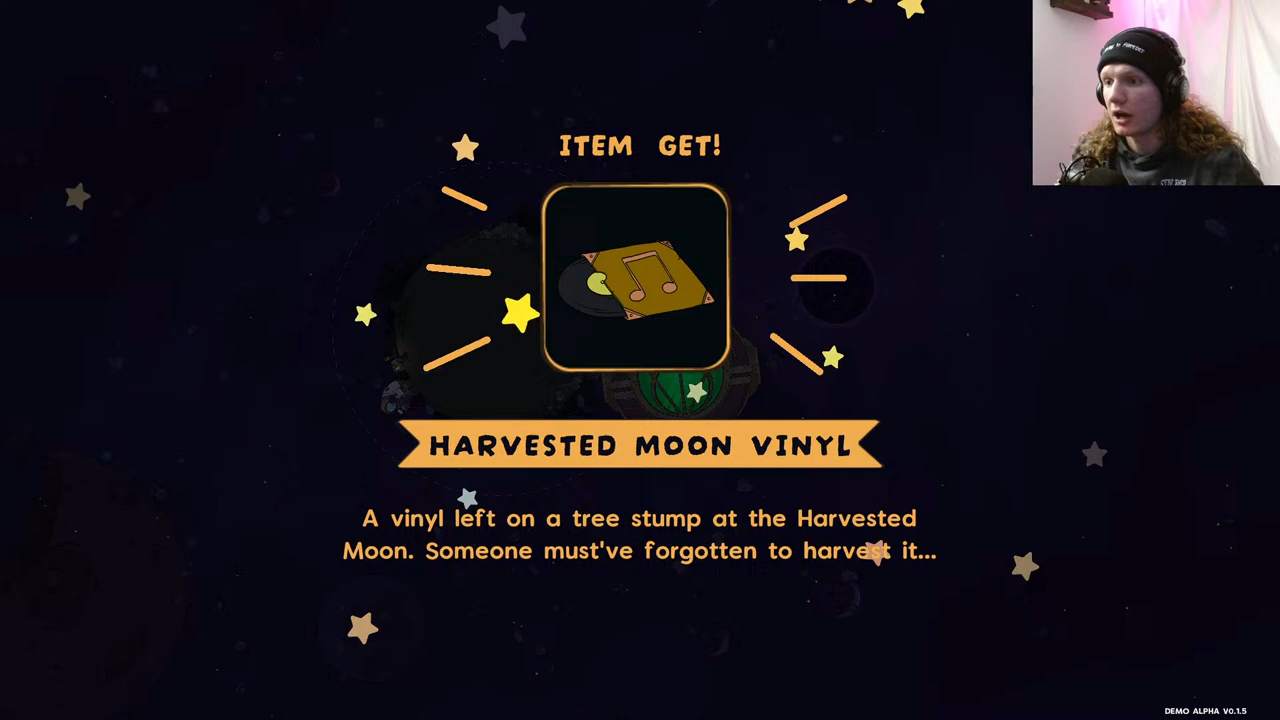 ITEM GET!
HARVESTED MOON VINYL
A vinyl left on a tree stump at the Harvested
Moon. Someone must've forgotten to harvest it...
DEMO ALPHA V0.1.5